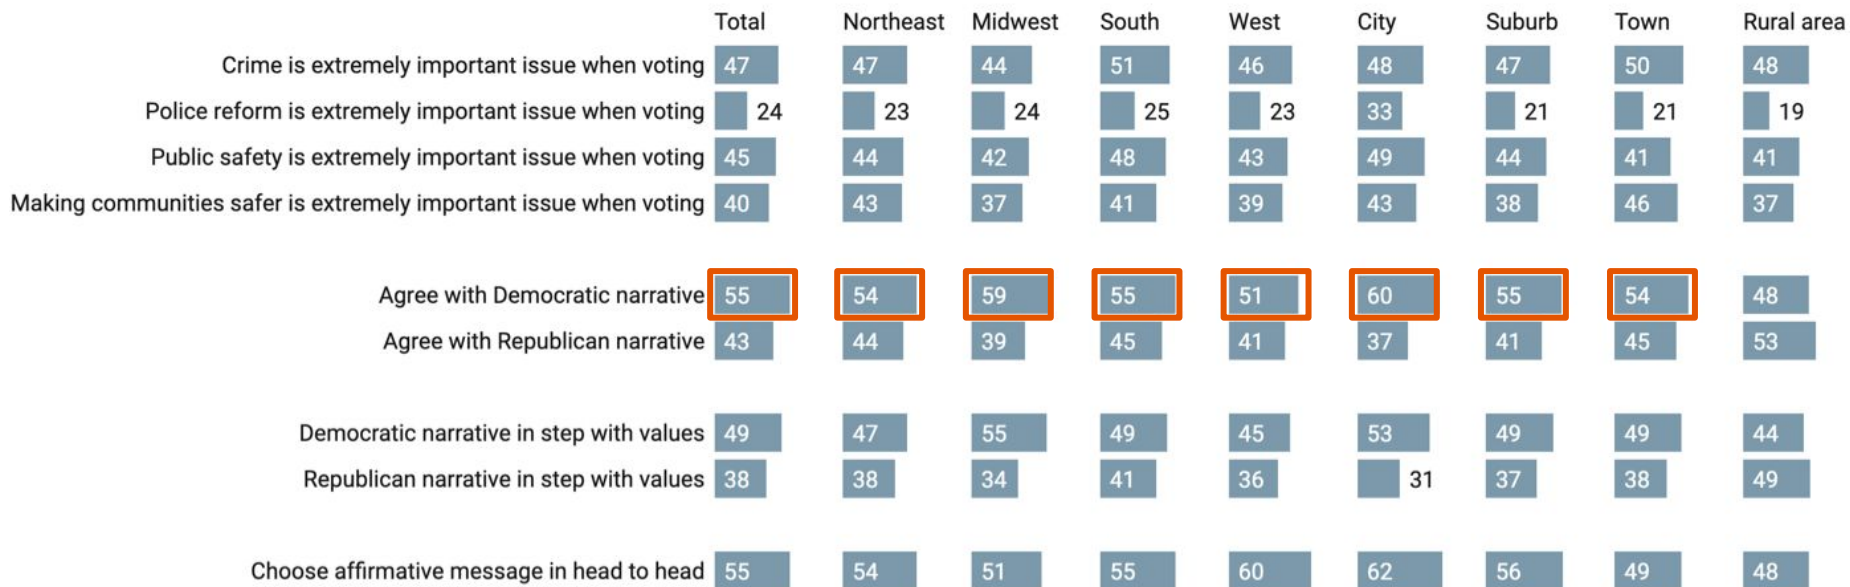 Total Northeast Midwest South West City Suburb Town Rural area
Crime is extremely important issue when voting 47 47 44 51 46 48 47 50 48
Police reform is extremely important issue when voting 24 23 24 25 23 33 21 21 19
Public safety is extremely important issue when voting 45 44 42 48 43 49 44 41 41
Making communities safer is extremely important issue when voting 40 43 37 41 39 43 38 46 37
Agree with Democratic narrative 55 54 59 55 51 60 55 54 48
Agree with Republican narrative 43 44 39 45 41 37 41 45 53
Democratic narrative in step with values 49 47 55 49 45 53 49 49 44
Republican narrative in step with values 38 38 34 41 36 31 37 38 49
Choose affirmative message in head to head 55 54 51 55 60 62 56 49 48